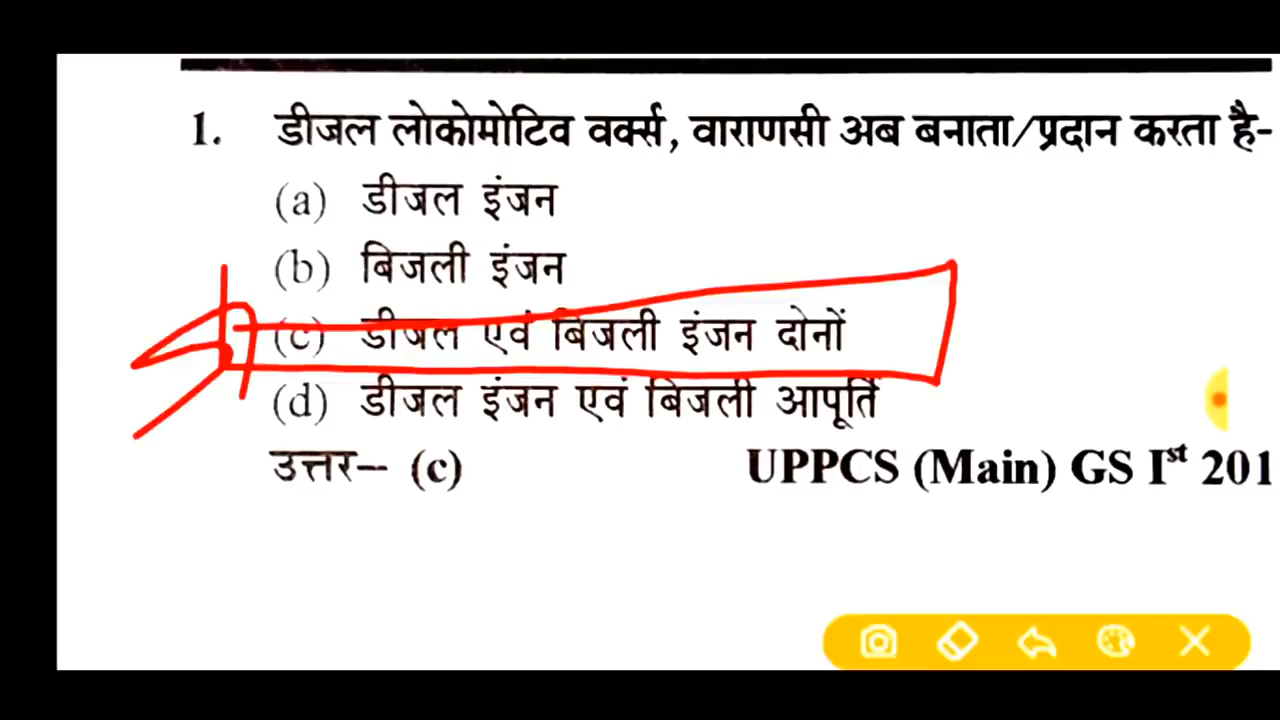 1. डीजल लोकोमोटिव वर्क्स, वाराणसी अब बनाता/प्रदान करता है-
(a) डीजल इंजन
(b) बिजली इंजन
(c) डीजल एवं बिजली इंजन दोनों
(d) डीजल इंजन एवं बिजली आपूर्ति
उत्तर– (c) UPPCS (Main) GS Ist 201